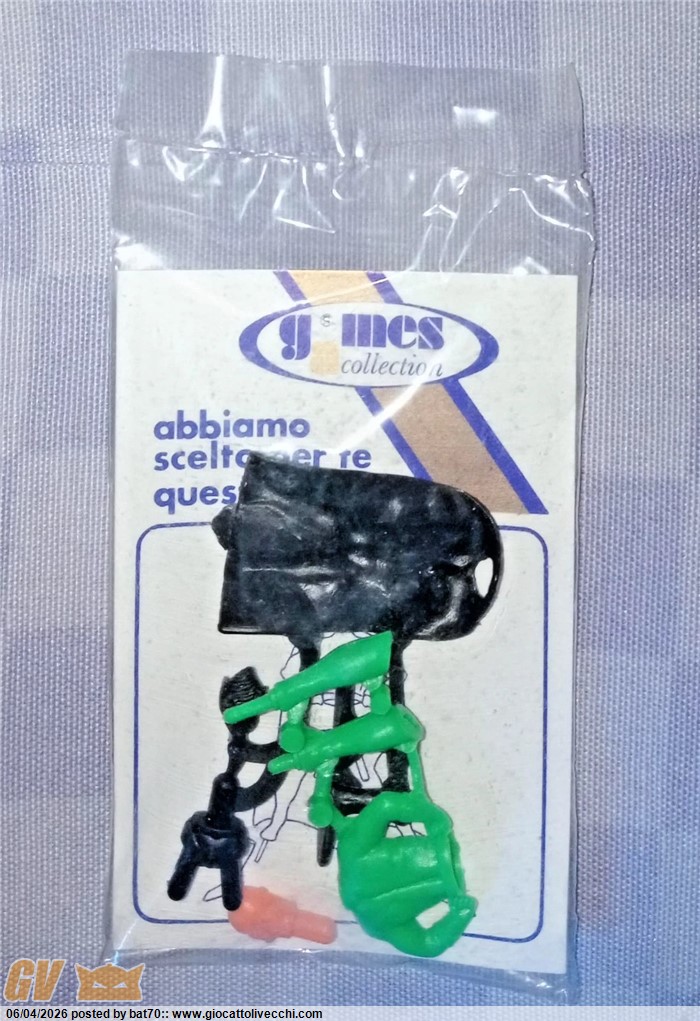 games
collection
abbiamo
scelto per te
ques
GV
06/04/2026 posted by bat70:: www.giocattolivecchi.com